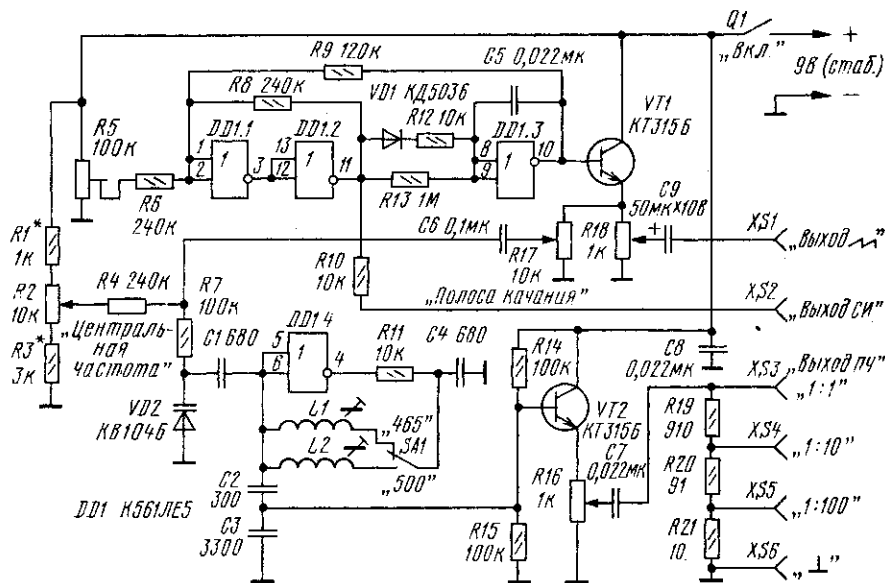 Q1
„Вкл."
+
9В (стаб.)
−
R9 120к
C5 0,022мк
R8 240к
VD1 КД503б
R12 10к
VT1
КТ315Б
R5
100к
DD1.1
DD1.2
DD1.3
1
2
1
3
13
12
1
11
8
9
1
10
R6
240к
R13 1М
C9
50мк×10В
C6 0,1мк
R17
10к
R18
1к
+
XS1
„Выход
R1*
1к
R4 240к
R7
100к
R10
10к
„Полоса качания"
XS2
„Выход СИ"
R2
10к
„Центральная
частота"
R3*
3к
C1 680
DD1.4
5
6
1
4
R11
10к
C4 680
R14
100к
C8
0,022мк
XS3
„Выход ПЧ"
„1:1"
VD2
КВ104Б
L1
L2
„465"
SA1
„500"
VT2
КТ315Б
C7
0,022мк
R19
910
XS4
„1:10"
C2
300
R16
1к
R20
91
XS5
„1:100"
DD1 К561ЛЕ5
C3
3300
R15
100к
R21
10.
XS6
„⊥"